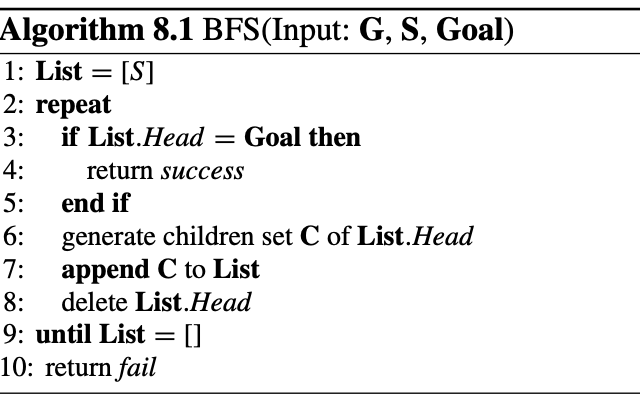 Algorithm 8.1 BFS(Input: G, S, Goal)
1: List = [S]
2: repeat
3: if List.Head = Goal then
4: return success
5: end if
6: generate children set C of List.Head
7: append C to List
8: delete List.Head
9: until List = []
10: return fail